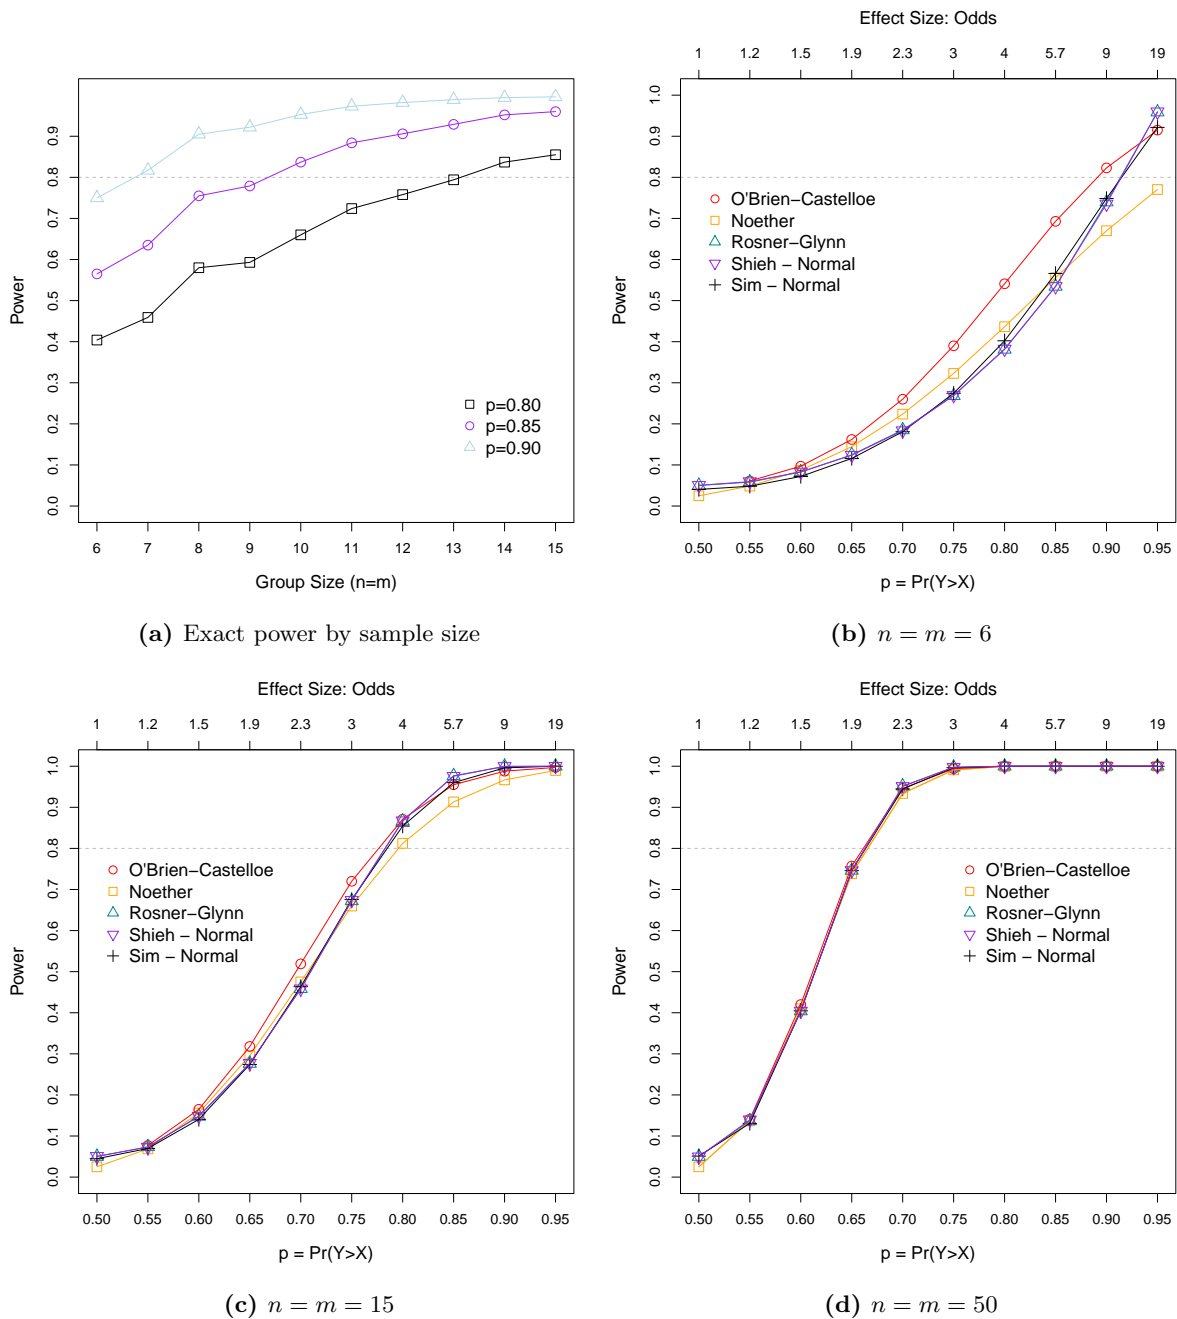 Power
0.4 0.5 0.6 0.7 0.8 0.9
p=0.80
p=0.85
p=0.90
6 7 8 9 10 11 12 13 14 15
Group Size (n=m)
(a) Exact power by sample size
Effect Size: Odds
1 1.2 1.5 1.9 2.3 3 4 5.7 9 19
Power
0.0 0.1 0.2 0.3 0.4 0.5 0.6 0.7 0.8 0.9 1.0
O'Brien−Castelloe
Noether
Rosner−Glynn
Shieh − Normal
Sim − Normal
0.50 0.55 0.60 0.65 0.70 0.75 0.80 0.85 0.90 0.95
p = Pr(Y>X)
(b) n = m = 6
Effect Size: Odds
1 1.2 1.5 1.9 2.3 3 4 5.7 9 19
Power
0.0 0.1 0.2 0.3 0.4 0.5 0.6 0.7 0.8 0.9 1.0
O'Brien−Castelloe
Noether
Rosner−Glynn
Shieh − Normal
Sim − Normal
0.50 0.55 0.60 0.65 0.70 0.75 0.80 0.85 0.90 0.95
p = Pr(Y>X)
(c) n = m = 15
Effect Size: Odds
1 1.2 1.5 1.9 2.3 3 4 5.7 9 19
Power
0.0 0.1 0.2 0.3 0.4 0.5 0.6 0.7 0.8 0.9 1.0
O'Brien−Castelloe
Noether
Rosner−Glynn
Shieh − Normal
Sim − Normal
0.50 0.55 0.60 0.65 0.70 0.75 0.80 0.85 0.90 0.95
p = Pr(Y>X)
(d) n = m = 50